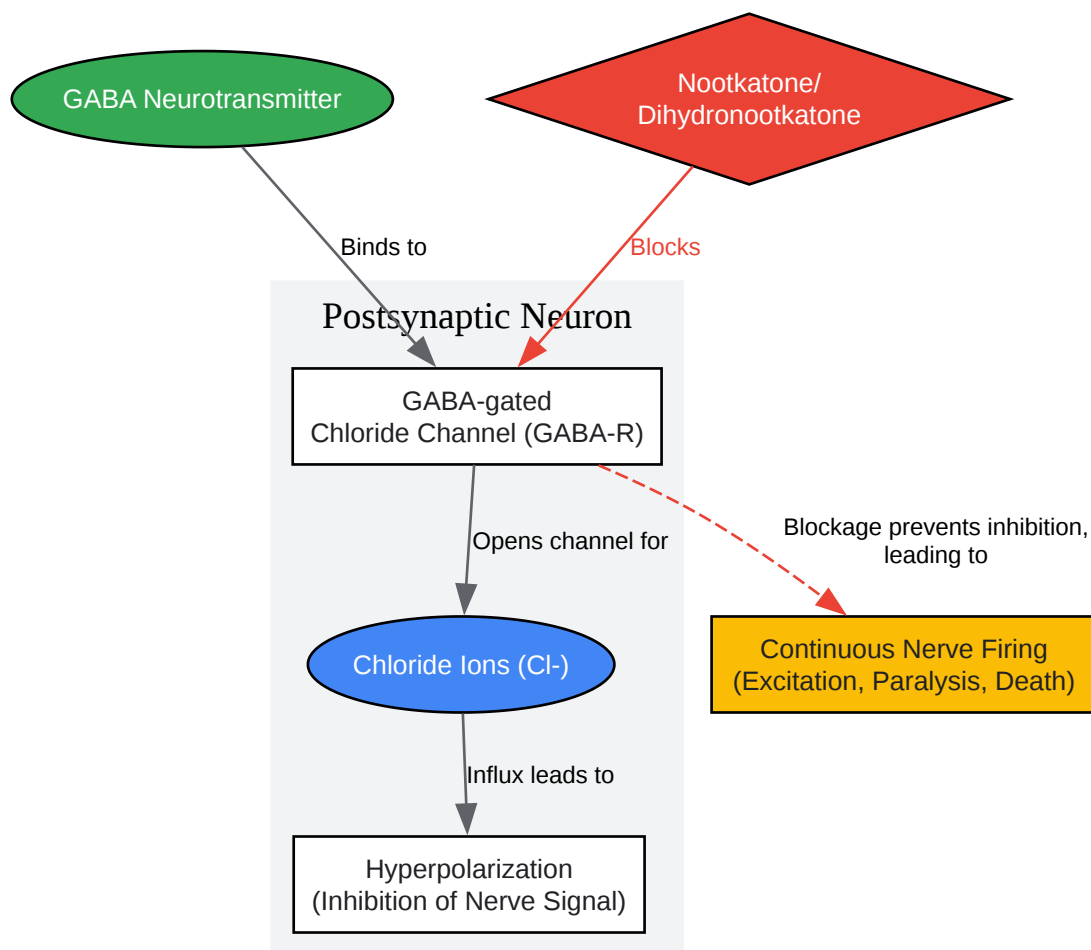 GABA Neurotransmitter
Nootkatone/
Dihydronootkatone
Binds to
Blocks
Postsynaptic Neuron
GABA-gated
Chloride Channel (GABA-R)
Opens channel for
Blockage prevents inhibition,
leading to
Chloride Ions (Cl-)
Continuous Nerve Firing
(Excitation, Paralysis, Death)
Influx leads to
Hyperpolarization
(Inhibition of Nerve Signal)